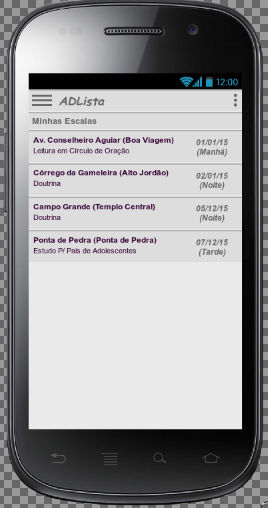 12:00
ADLista
Minhas Escalas
Av. Conselheiro Aguiar (Boa Viagem)
01/01/15
Leitura em Círculo de Oração
(Manhã)
Córrego da Gameleira (Alto Jordão)
02/01/15
Doutrina
(Noite)
Campo Grande (Templo Central)
05/12/15
Doutrina
(Noite)
Ponta de Pedra (Ponta de Pedra)
07/12/15
Estudo P/ Pais de Adolescentes
(Tarde)